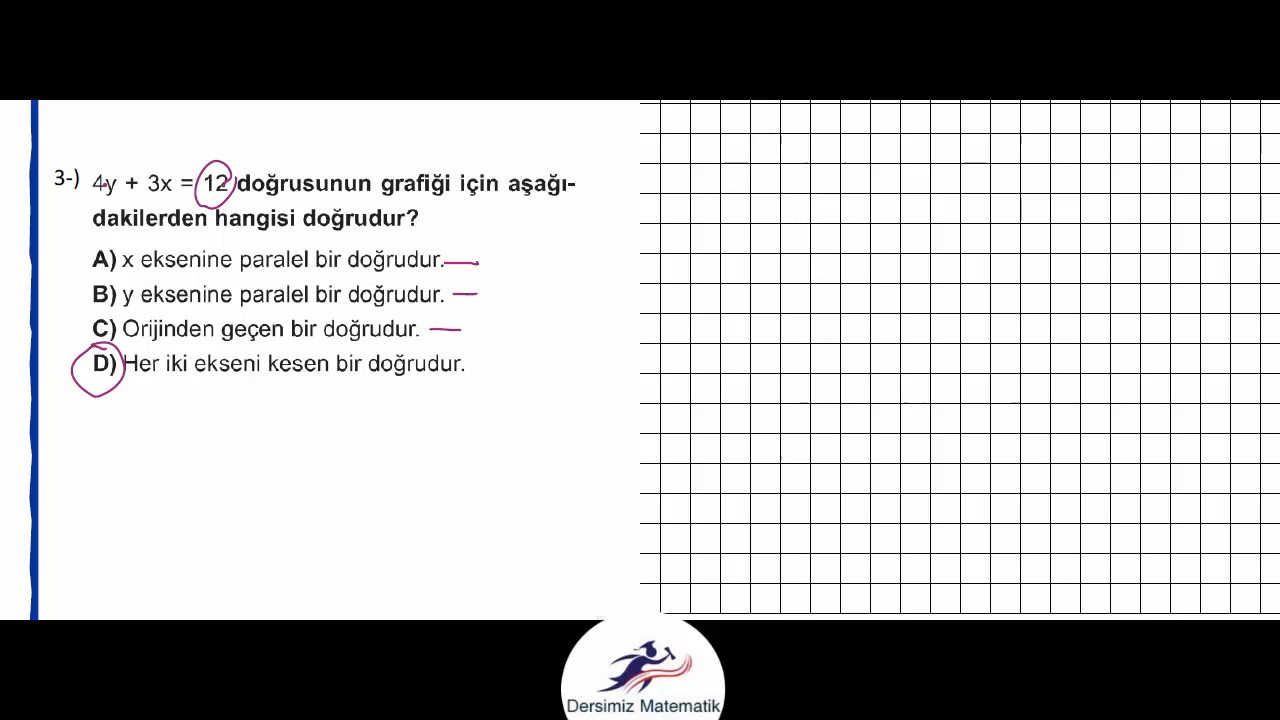 3-) 4y + 3x = 12 doğrusunun grafiği için aşağı-
dakilerden hangisi doğrudur?
A) x eksenine paralel bir doğrudur.
B) y eksenine paralel bir doğrudur.
C) Orijinden geçen bir doğrudur.
D) Her iki ekseni kesen bir doğrudur.
Dersimiz Matematik